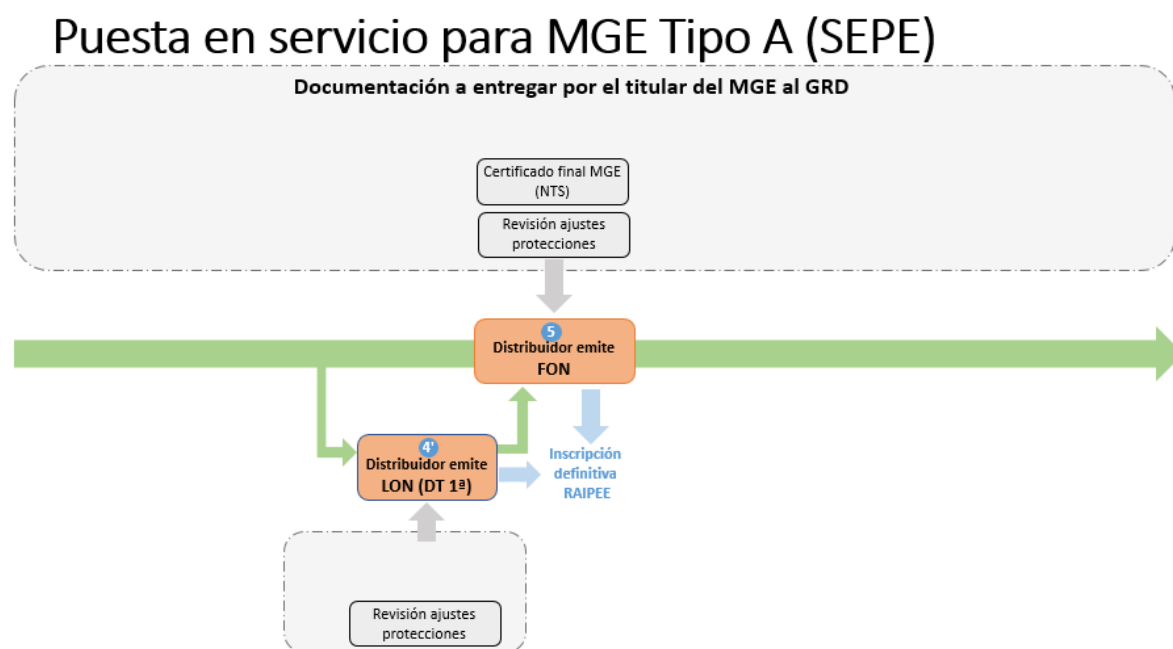 Puesta en servicio para MGE Tipo A (SEPE)
Documentación a entregar por el titular del MGE al GRD
Certificado final MGE
(NTS)
Revisión ajustes
protecciones
5
Distribuidor emite
FON
4'
Distribuidor emite
LON (DT 1ª)
Inscripción
definitiva
RAIPEE
Revisión ajustes
protecciones